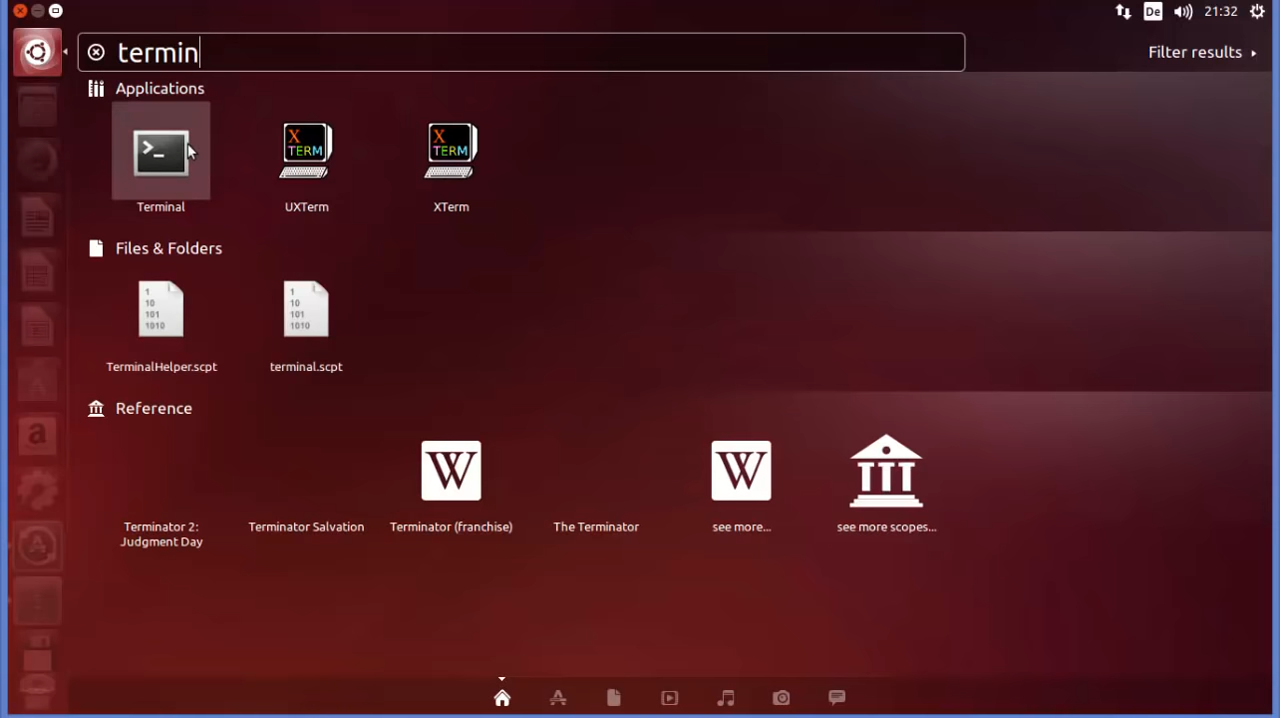 De
21:32
termin
Filter results
Applications
>_
X
TERM
X
TERM
Terminal
UXTerm
XTerm
Files & Folders
1
10
101
1010
1
10
101
1010
TerminalHelper.scpt
terminal.scpt
Reference
W
W
Terminator 2:
Judgment Day
Terminator Salvation
Terminator (franchise)
The Terminator
see more...
see more scopes...
a